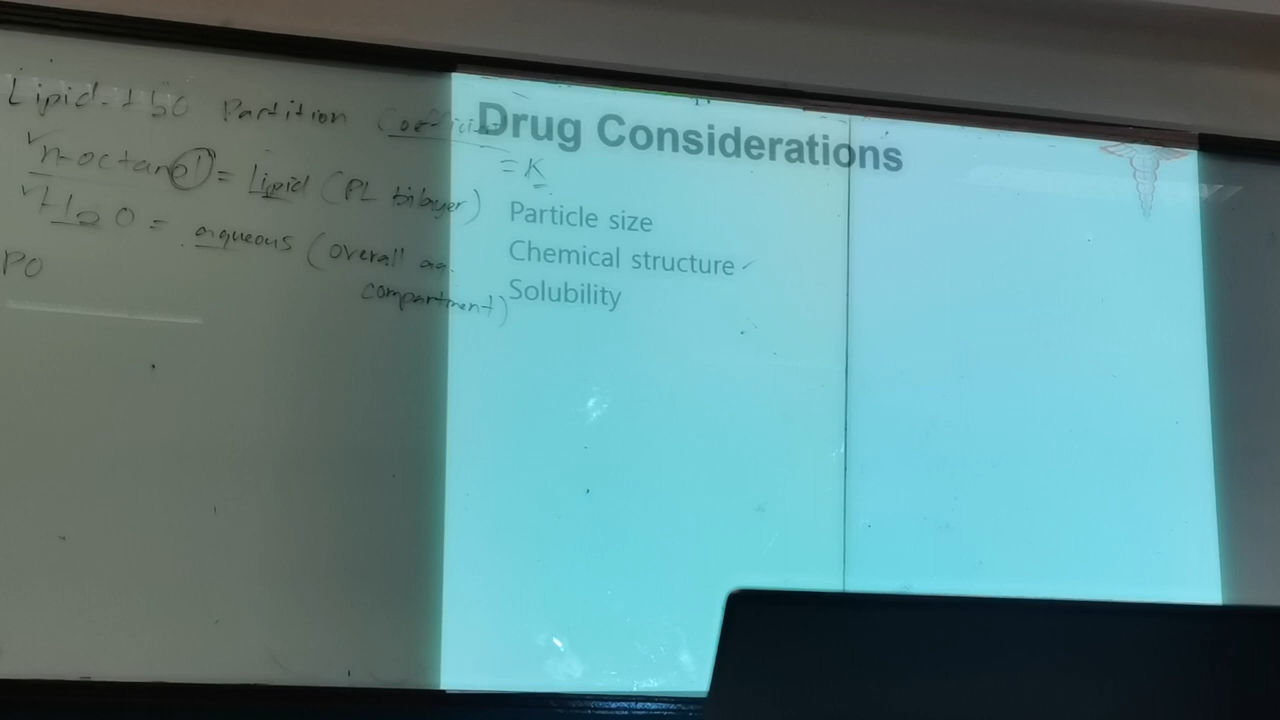 Lipid-H2O Partition Coefficient
= K
n-octanol = Lipid (PL bilayer)
H2O = aqueous (overall aq.
compartment)
PO
Drug Considerations
Particle size
Chemical structure
Solubility